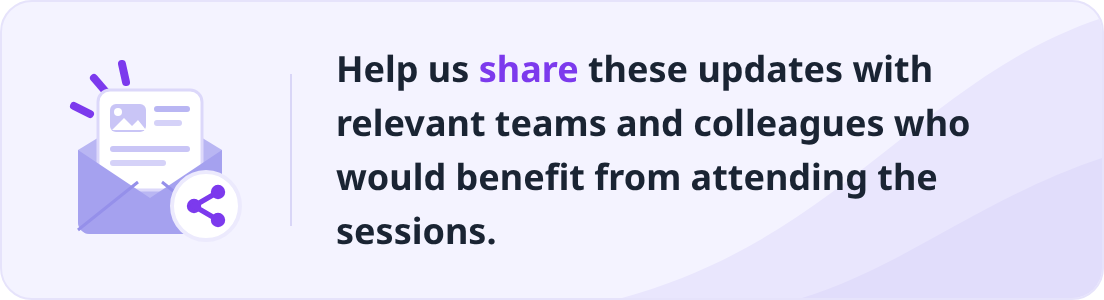 Help us share these updates with
relevant teams and colleagues who
would benefit from attending the
sessions.